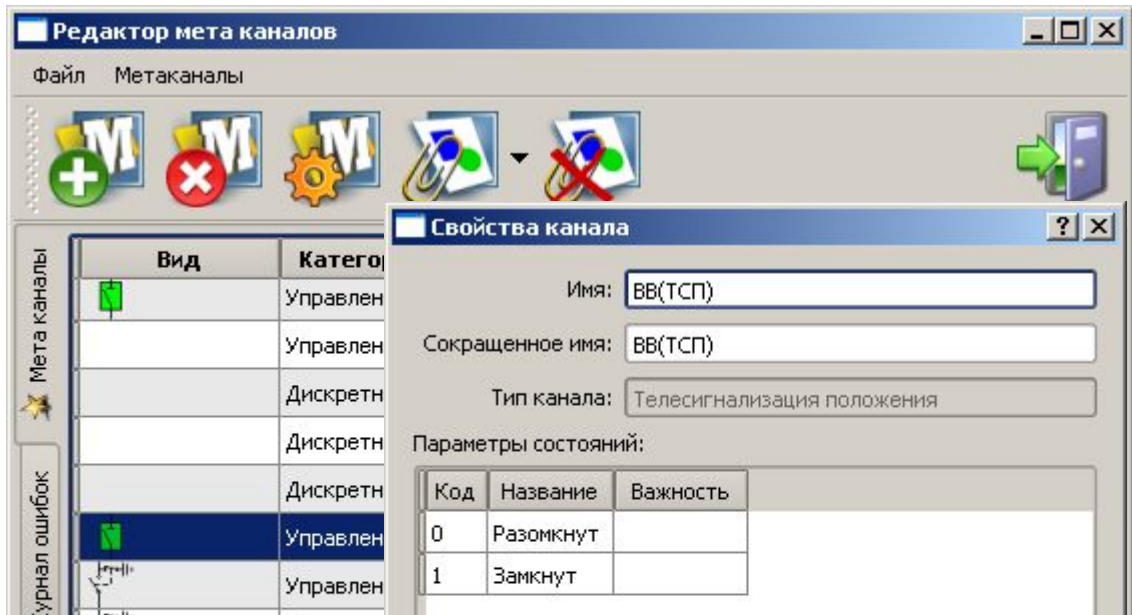 Редактор мета каналов
Файл Метаканалы
Мета каналы
Вид Катего
Управлен
Управлен
Дискретн
Дискретн
Дискретн
Управлен
Управлен
урнал ошибок
Свойства канала
Имя: ВВ(ТСП)
Сокращенное имя: ВВ(ТСП)
Тип канала: Телесигнализация положения
Параметры состояний:
Код Название Важность
0 Разомкнут
1 Замкнут